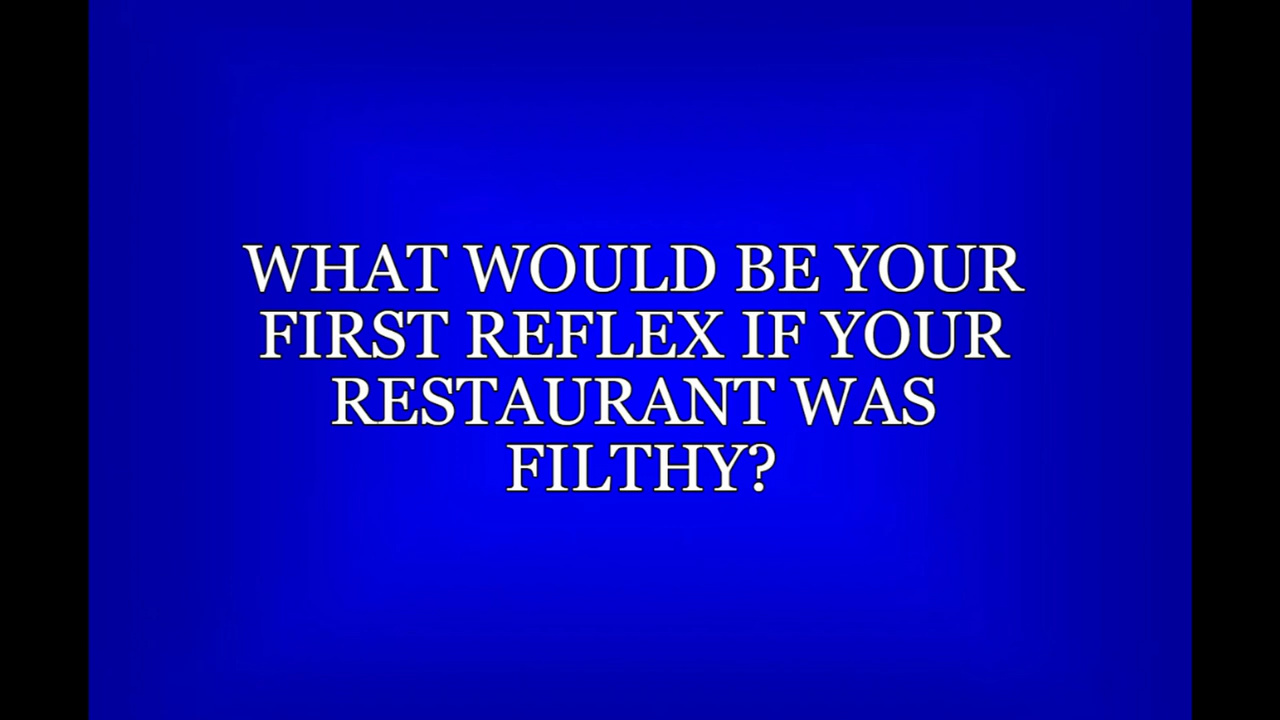 WHAT WOULD BE YOUR
FIRST REFLEX IF YOUR
RESTAURANT WAS
FILTHY?